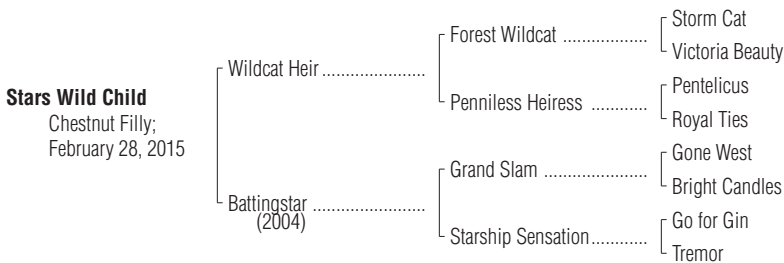 Stars Wild Child
Chestnut Filly;
February 28, 2015
Wildcat Heir
Battingstar
(2004)
Forest Wildcat
Penniless Heiress
Grand Slam
Starship Sensation
Storm Cat
Victoria Beauty
Pentelicus
Royal Ties
Gone West
Bright Candles
Go for Gin
Tremor